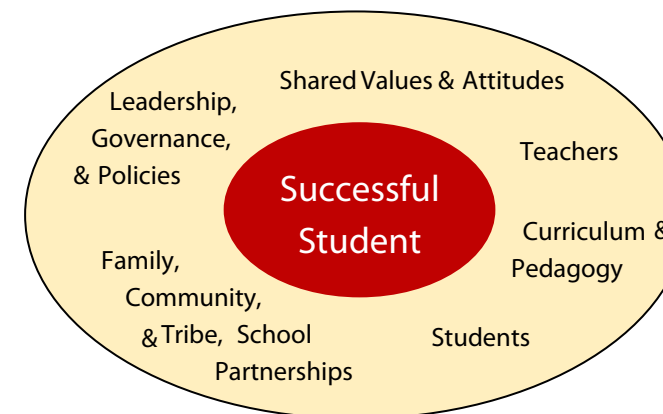 Shared Values & Attitudes
Leadership,
Governance,
& Policies
Teachers
Successful
Student
Curriculum &
Pedagogy
Family,
Community,
& Tribe, School
Partnerships
Students